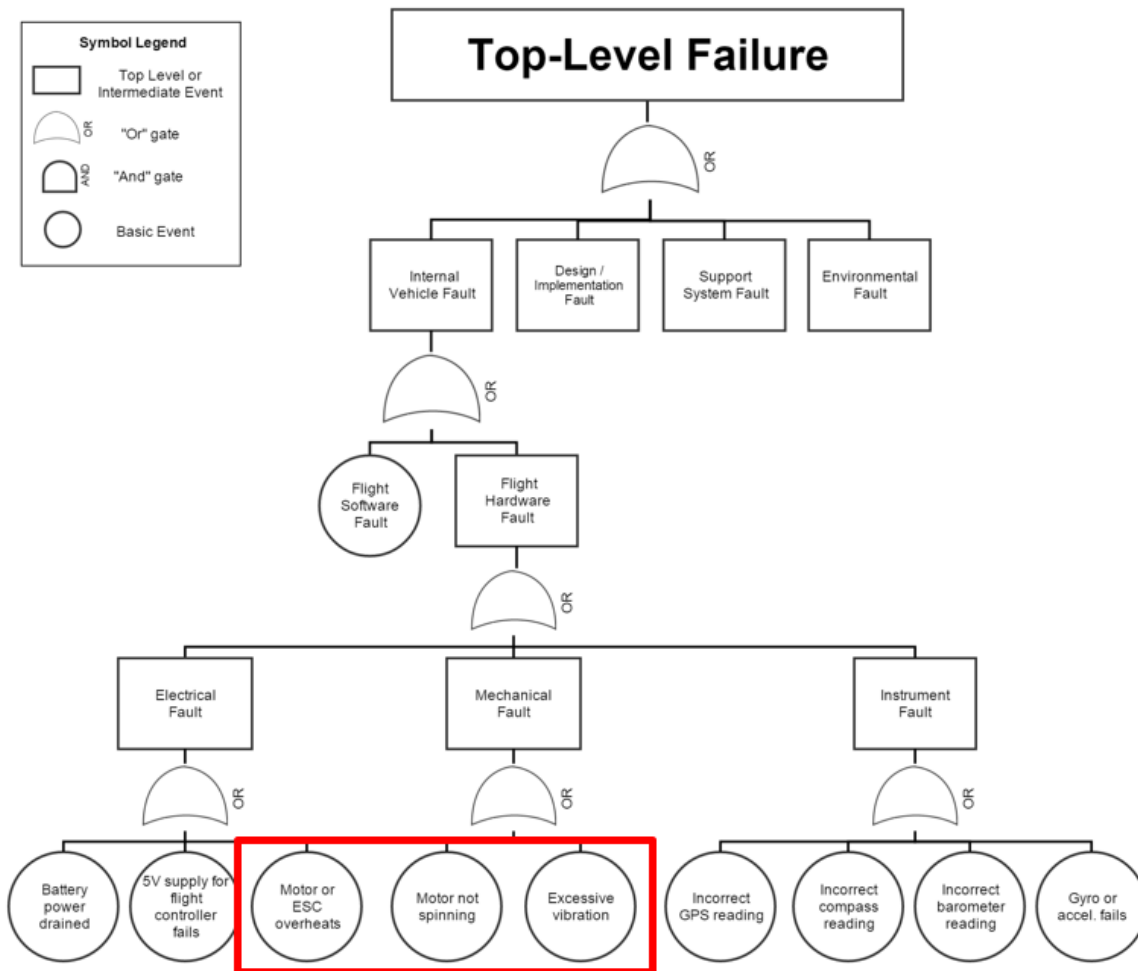 Symbol Legend
Top Level or
Intermediate Event
OR
"Or" gate
AND
"And" gate
Basic Event
Top-Level Failure
OR
Internal
Vehicle Fault
Design /
Implementation
Fault
Support
System Fault
Environmental
Fault
OR
Flight
Software
Fault
Flight
Hardware
Fault
OR
Electrical
Fault
Mechanical
Fault
Instrument
Fault
OR
OR
OR
Battery
power
drained
5V supply for
flight
controller
fails
Motor or
ESC
overheats
Motor not
spinning
Excessive
vibration
Incorrect
GPS reading
Incorrect
compass
reading
Incorrect
barometer
reading
Gyro or
accel. fails